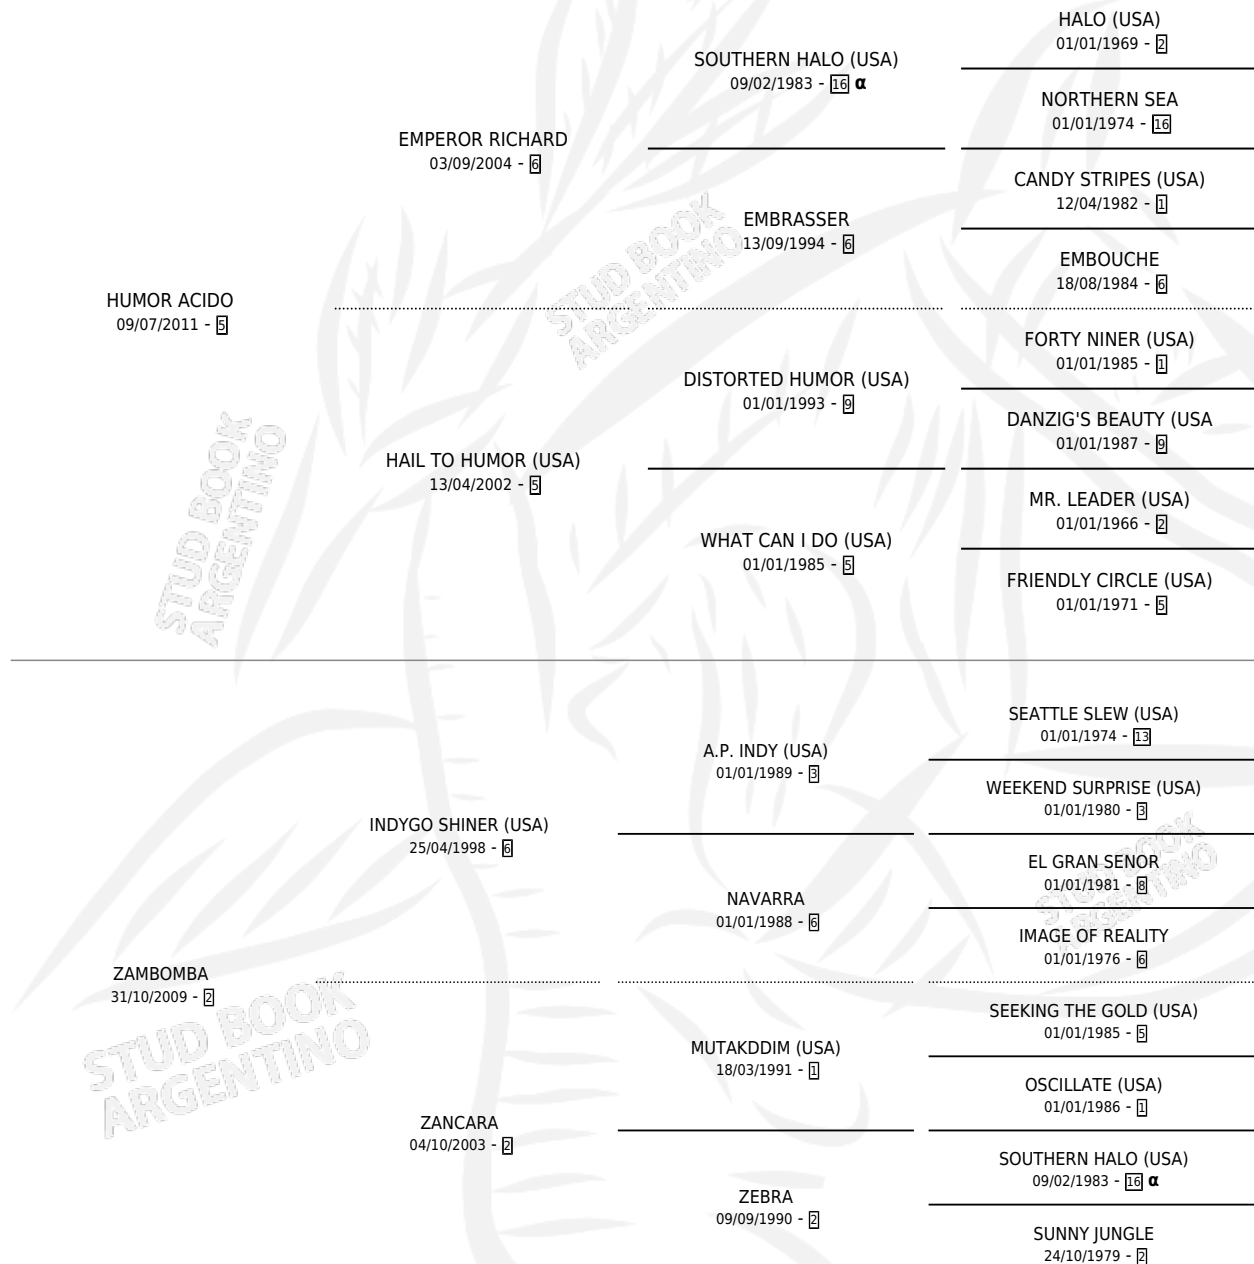 HALO (USA)
01/01/1969 - 2
SOUTHERN HALO (USA)
09/02/1983 - 16 α
NORTHERN SEA
01/01/1974 - 16
EMPEROR RICHARD
03/09/2004 - 6
CANDY STRIPES (USA)
12/04/1982 - 1
EMBRASSER
13/09/1994 - 6
EMBOUCHE
18/08/1984 - 6
HUMOR ACIDO
09/07/2011 - 5
FORTY NINER (USA)
01/01/1985 - 1
DISTORTED HUMOR (USA)
01/01/1993 - 9
DANZIG'S BEAUTY (USA
01/01/1987 - 9
HAIL TO HUMOR (USA)
13/04/2002 - 5
MR. LEADER (USA)
01/01/1966 - 2
WHAT CAN I DO (USA)
01/01/1985 - 5
FRIENDLY CIRCLE (USA)
01/01/1971 - 5
SEATTLE SLEW (USA)
01/01/1974 - 13
A.P. INDY (USA)
01/01/1989 - 3
WEEKEND SURPRISE (USA)
01/01/1980 - 3
INDYGO SHINER (USA)
25/04/1998 - 6
EL GRAN SENOR
01/01/1981 - 8
NAVARRA
01/01/1988 - 6
IMAGE OF REALITY
01/01/1976 - 6
ZAMBOMBA
31/10/2009 - 2
SEEKING THE GOLD (USA)
01/01/1985 - 5
MUTAKDDIM (USA)
18/03/1991 - 1
OSCILLATE (USA)
01/01/1986 - 1
ZANCARA
04/10/2003 - 2
SOUTHERN HALO (USA)
09/02/1983 - 16 α
ZEBRA
09/09/1990 - 2
SUNNY JUNGLE
24/10/1979 - 2
STUD BOOK
ARGENTINO
STUD BOOK
ARGENTINO
STUD BOOK
ARGENTINO
STUD BOOK
ARGENTINO